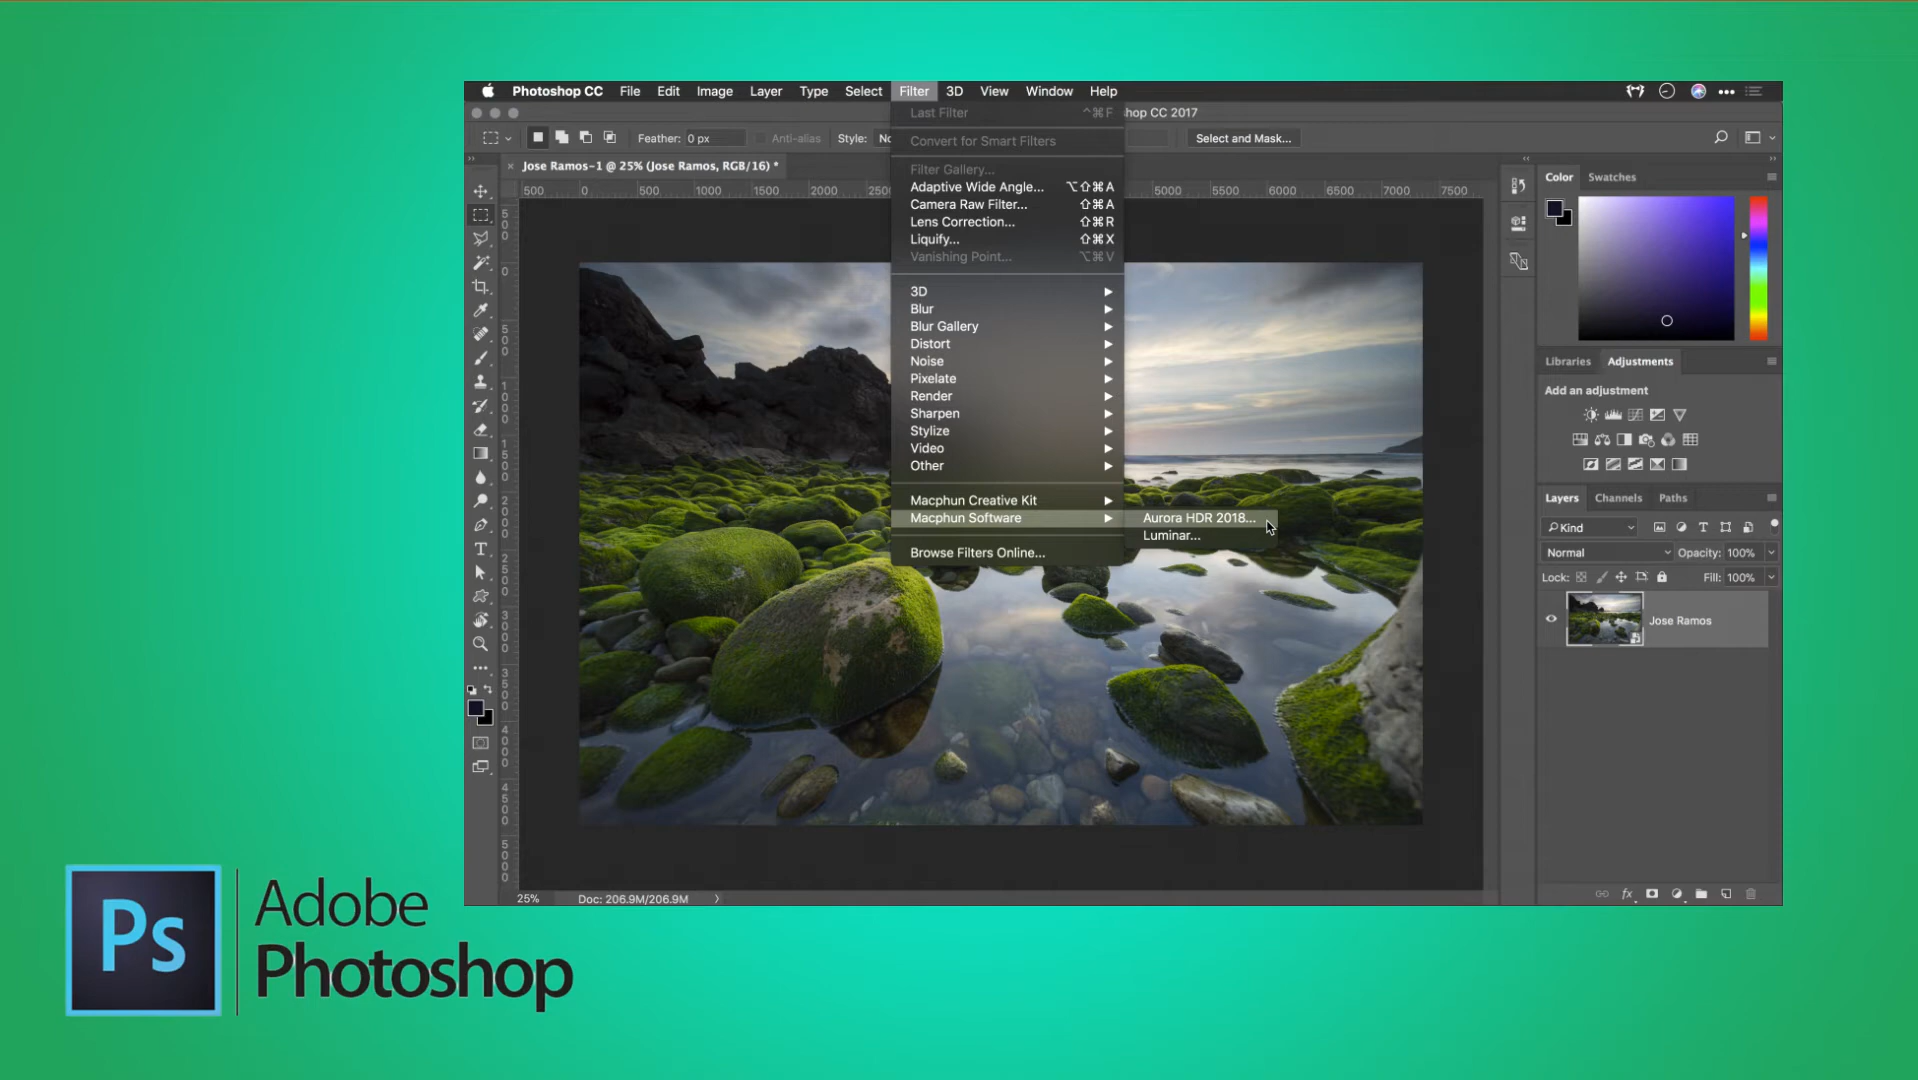 Photoshop CC File Edit Image Layer Type Select Filter 3D View Window Help
shop CC 2017
Feather: 0 px Anti-alias Style: No Select and Mask...
Jose Ramos-1 @ 25% (Jose Ramos, RGB/16) *
500 0 500 1000 1500 2000 2500 5000 5500 6000 6500 7000 7500
Last Filter ^⌘F
Convert for Smart Filters
Filter Gallery...
Adaptive Wide Angle... ⌥⇧⌘A
Camera Raw Filter... ⇧⌘A
Lens Correction... ⇧⌘R
Liquify... ⇧⌘X
Vanishing Point... ⌥⌘V
3D
Blur
Blur Gallery
Distort
Noise
Pixelate
Render
Sharpen
Stylize
Video
Other
Macphun Creative Kit
Macphun Software
Aurora HDR 2018...
Luminar...
Browse Filters Online...
Color Swatches
Libraries Adjustments
Add an adjustment
Layers Channels Paths
Kind
Normal Opacity: 100%
Lock: Fill: 100%
Jose Ramos
fx
25% Doc: 206.9M/206.9M
Ps
Adobe
Photoshop